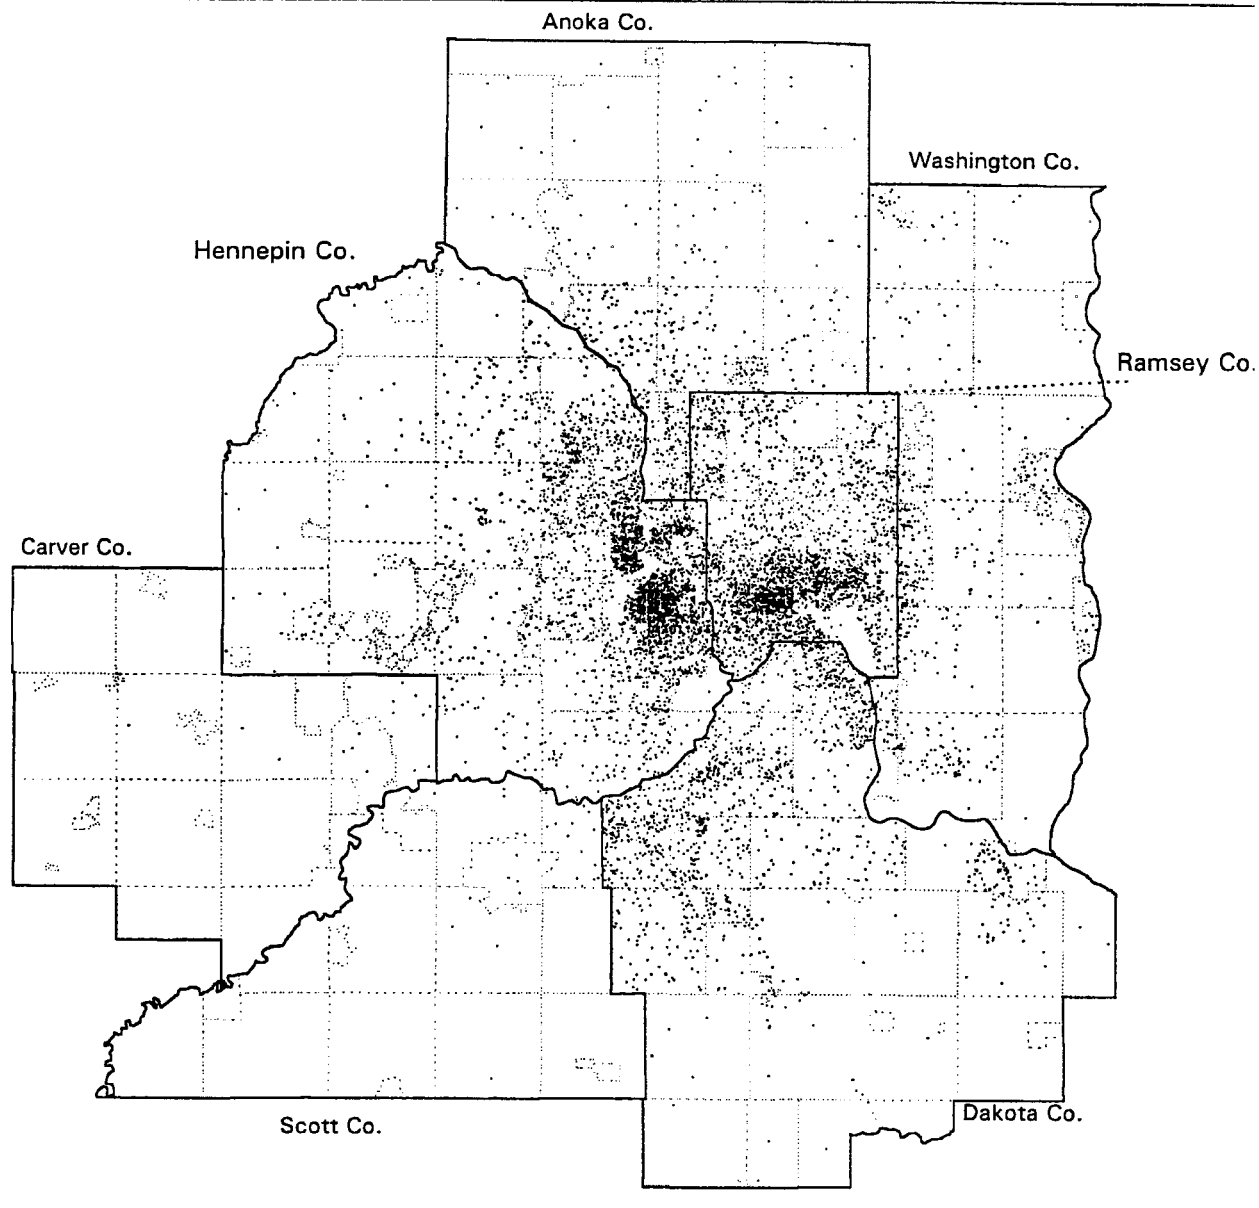 Anoka Co.
Washington Co.
Hennepin Co.
Ramsey Co.
Carver Co.
Dakota Co.
Scott Co.